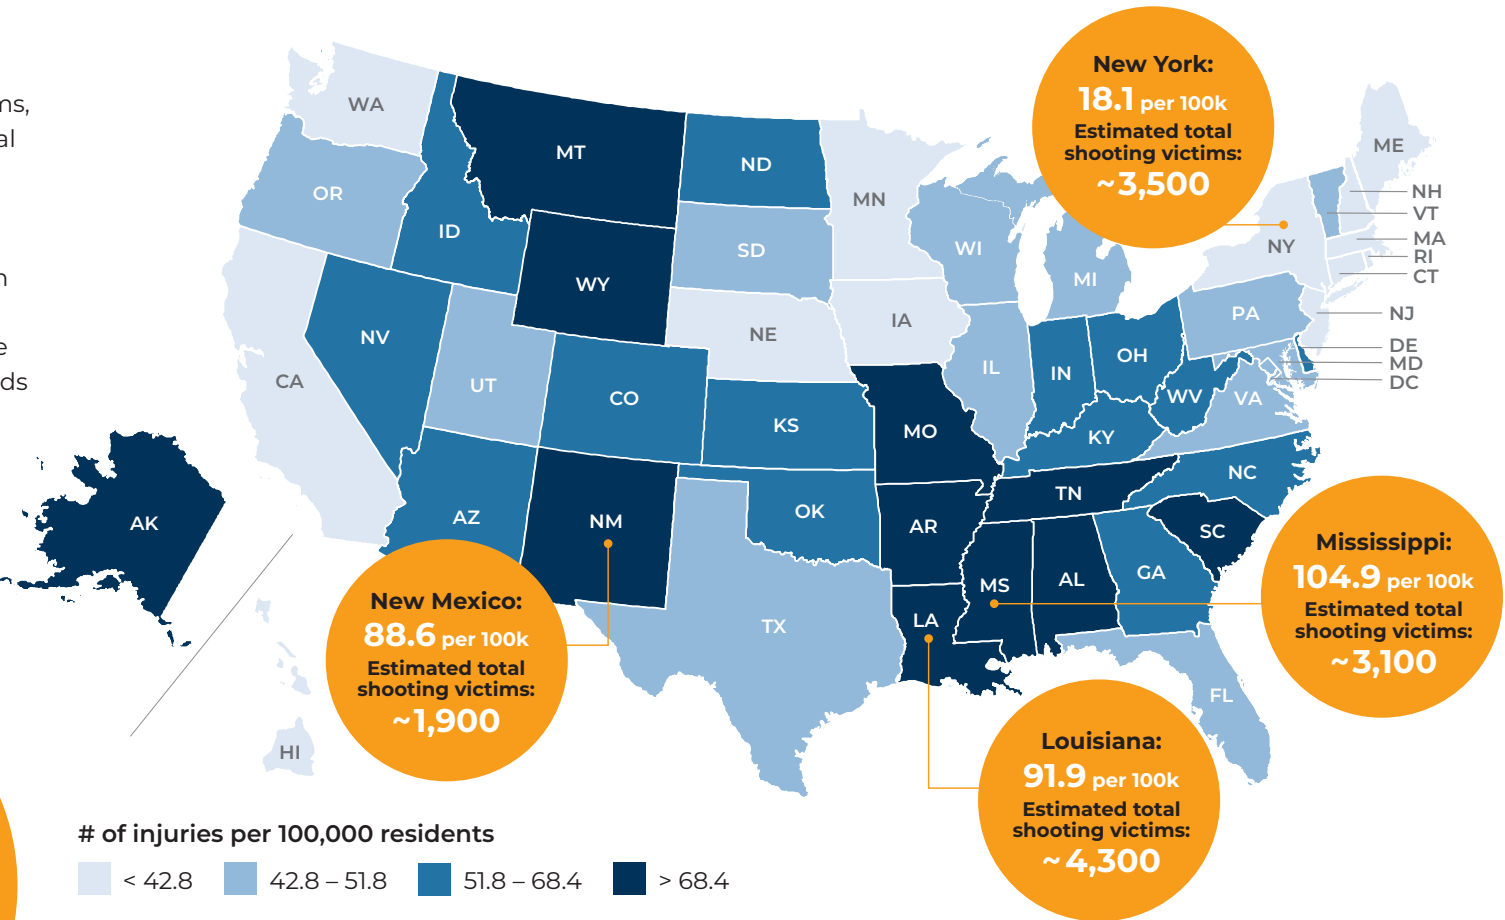 ns,
al
n
e
ds
WA
OR
CA
ID
NV
MT
WY
UT
AZ
CO
NM
ND
SD
NE
KS
OK
TX
MN
IA
MO
AR
LA
WI
IL
MI
IN
OH
KY
TN
MS
AL
GA
FL
SC
NC
VA
WV
PA
NY
ME
NH
VT
MA
RI
CT
NJ
DE
MD
DC
AK
HI
New York:
18.1 per 100k
Estimated total
shooting victims:
~3,500
Mississippi:
104.9 per 100k
Estimated total
shooting victims:
~3,100
New Mexico:
88.6 per 100k
Estimated total
shooting victims:
~1,900
Louisiana:
91.9 per 100k
Estimated total
shooting victims:
~4,300
# of injuries per 100,000 residents
< 42.8
42.8 – 51.8
51.8 – 68.4
> 68.4